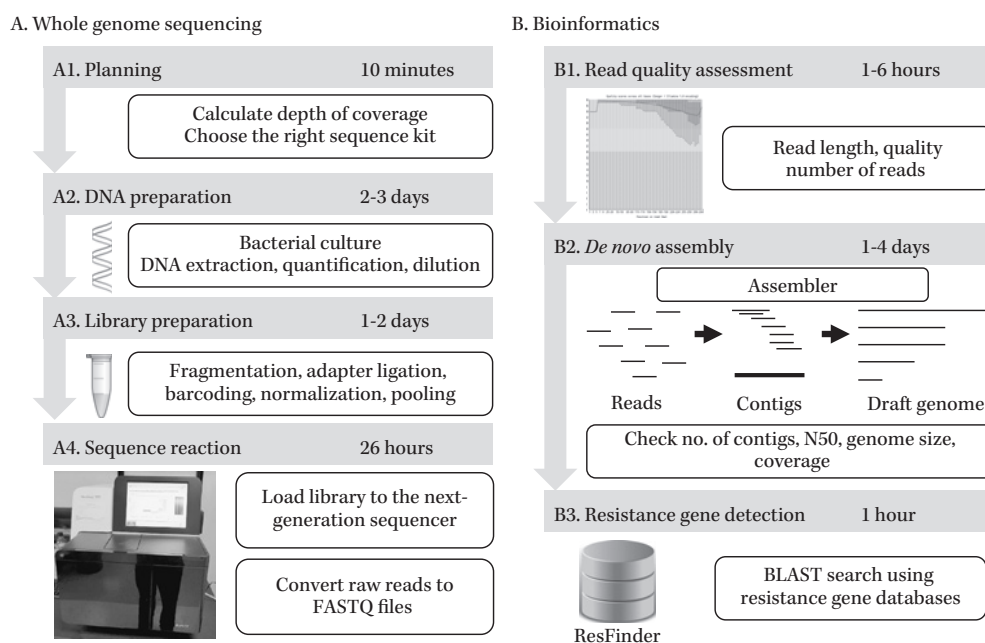 A. Whole genome sequencing
A1. Planning 10 minutes
Calculate depth of coverage
Choose the right sequence kit
A2. DNA preparation 2-3 days
Bacterial culture
DNA extraction, quantification, dilution
A3. Library preparation 1-2 days
Fragmentation, adapter ligation,
barcoding, normalization, pooling
A4. Sequence reaction 26 hours
Load library to the next-
generation sequencer
Convert raw reads to
FASTQ files
B. Bioinformatics
B1. Read quality assessment 1-6 hours
Read length, quality
number of reads
B2. De novo assembly 1-4 days
Assembler
Reads Contigs Draft genome
Check no. of contigs, N50, genome size,
coverage
B3. Resistance gene detection 1 hour
BLAST search using
resistance gene databases
ResFinder